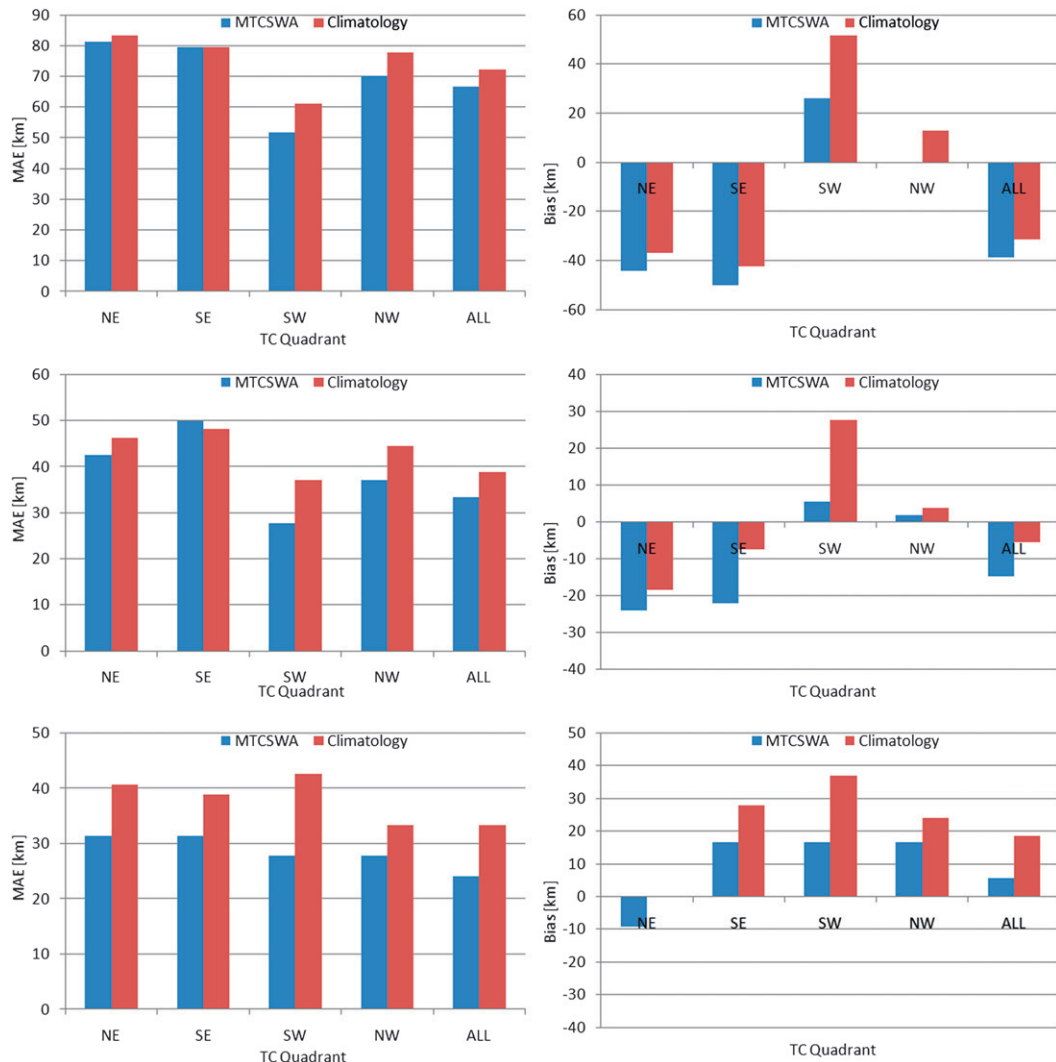 MTCSWA Climatology
90
80
70
60
50
40
30
20
10
0
MAE [km]
NE SE SW NW ALL
TC Quadrant
MTCSWA Climatology
60
40
20
0
-20
-40
-60
Bias [km]
NE SE SW NW ALL
TC Quadrant
MTCSWA Climatology
60
50
40
30
20
10
0
MAE [km]
NE SE SW NW ALL
TC Quadrant
MTCSWA Climatology
40
30
20
10
0
-10
-20
-30
-40
Bias [km]
NE SE SW NW ALL
TC Quadrant
MTCSWA Climatology
50
40
30
20
10
0
MAE [km]
NE SE SW NW ALL
TC Quadrant
MTCSWA Climatology
50
40
30
20
10
0
-10
-20
-30
-40
Bias [km]
NE SE SW NW ALL
TC Quadrant